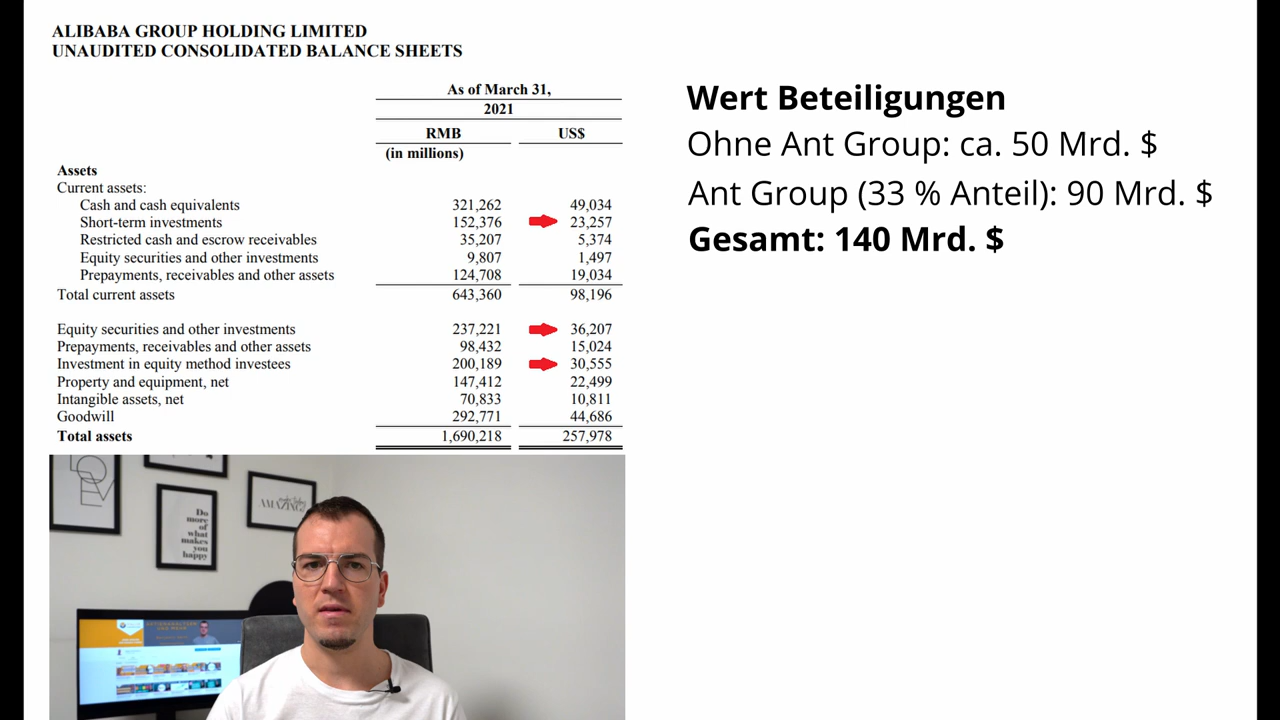 ALIBABA GROUP HOLDING LIMITED
UNAUDITED CONSOLIDATED BALANCE SHEETS
As of March 31,
2021
RMB US$
(in millions)
Assets
Current assets:
Cash and cash equivalents 321,262 49,034
Short-term investments 152,376 23,257
Restricted cash and escrow receivables 35,207 5,374
Equity securities and other investments 9,807 1,497
Prepayments, receivables and other assets 124,708 19,034
Total current assets 643,360 98,196
Equity securities and other investments 237,221 36,207
Prepayments, receivables and other assets 98,432 15,024
Investment in equity method investees 200,189 30,555
Property and equipment, net 147,412 22,499
Intangible assets, net 70,833 10,811
Goodwill 292,771 44,686
Total assets 1,690,218 257,978
Wert Beteiligungen
Ohne Ant Group: ca. 50 Mrd. $
Ant Group (33 % Anteil): 90 Mrd. $
Gesamt: 140 Mrd. $
Do
more
of
what
makes
you
happy
AMAZING!